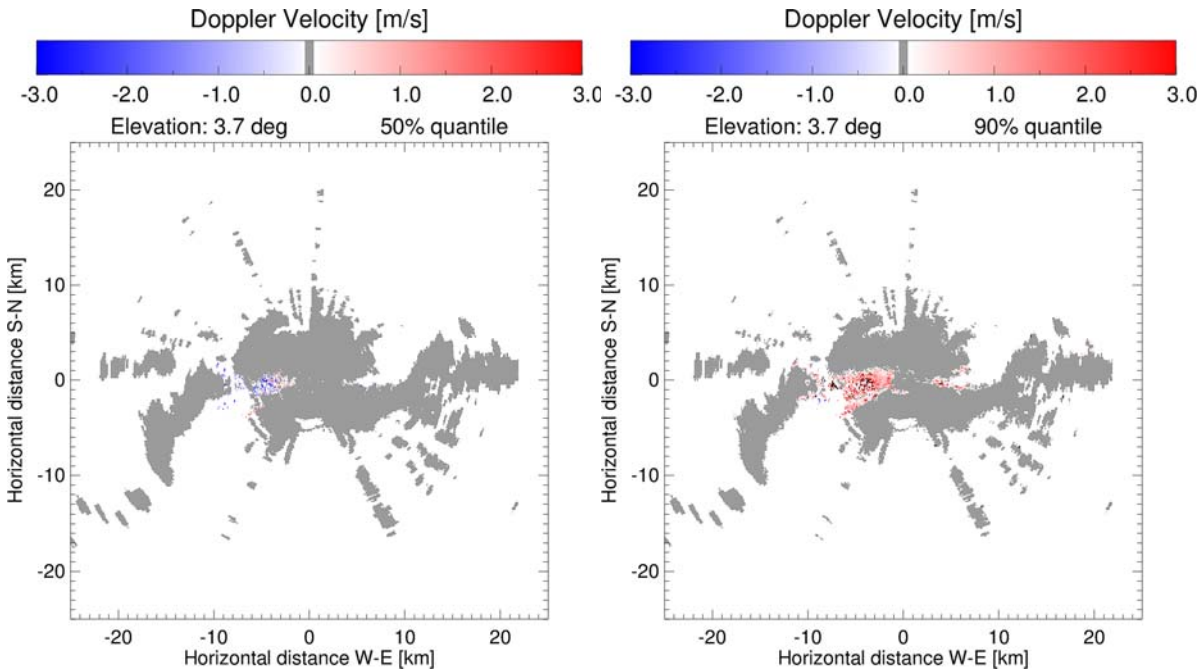 Doppler Velocity [m/s]
-3.0 -2.0 -1.0 0.0 1.0 2.0 3.0
Elevation: 3.7 deg 50% quantile
20
10
0
-10
-20
Horizontal distance S-N [km]
-20 -10 0 10 20
Horizontal distance W-E [km]
Doppler Velocity [m/s]
-3.0 -2.0 -1.0 0.0 1.0 2.0 3.0
Elevation: 3.7 deg 90% quantile
20
10
0
-10
-20
Horizontal distance S-N [km]
-20 -10 0 10 20
Horizontal distance W-E [km]